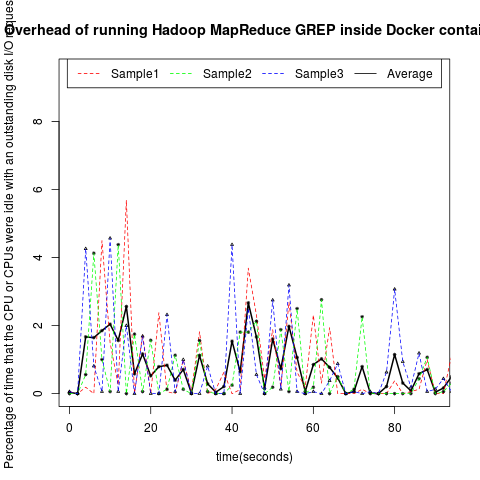 Overhead of running Hadoop MapReduce GREP inside Docker contai
Percentage of time that the CPU or CPUs were idle with an outstanding disk I/O reques
Sample1 Sample2 Sample3 Average
8
6
4
2
0
0 20 40 60 80
time(seconds)